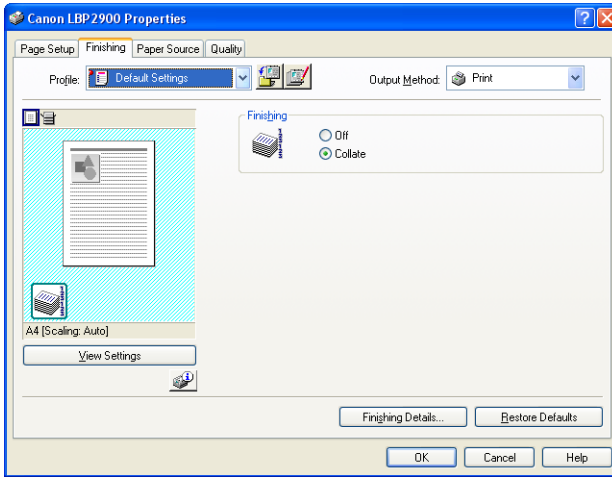 Canon LBP2900 Properties
Page Setup Finishing Paper Source Quality
Profile: Default Settings Output Method: Print
Finishing
Off
Collate
A4 [Scaling: Auto]
View Settings
Finishing Details... Restore Defaults
OK Cancel Help